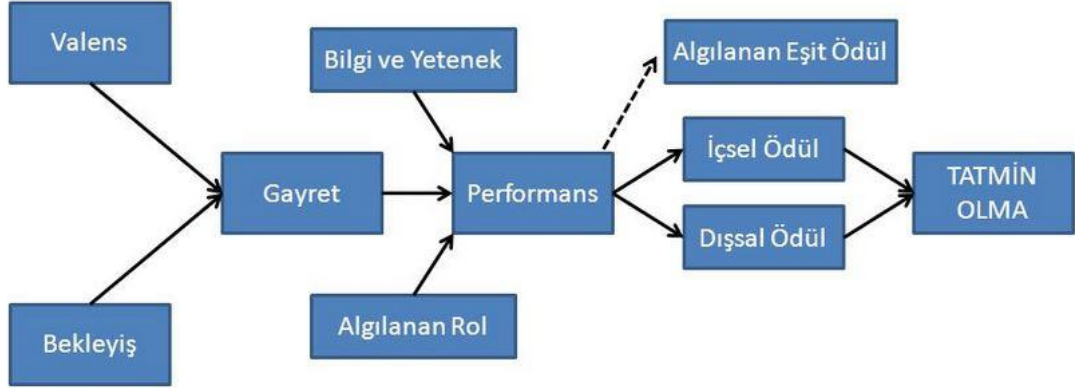 Valens
Bilgi ve Yetenek
Algılanan Eşit Ödül
İçsel Ödül
Gayret
Performans
TATMİN
OLMA
Dışsal Ödül
Algılanan Rol
Bekleyiş